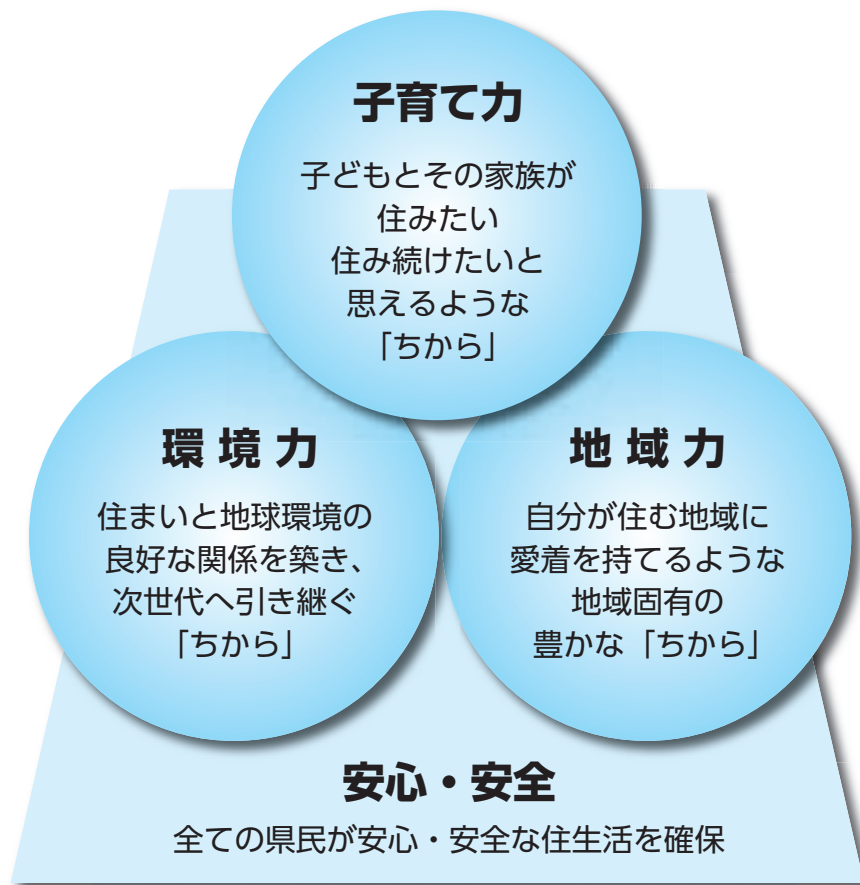 子育て力
子どもとその家族が
住みたい
住み続けたいと
思えるような
「ちから」
環境力
住まいと地球環境の
良好な関係を築き、
次世代へ引き継ぐ
「ちから」
地域力
自分が住む地域に
愛着を持てるような
地域固有の
豊かな「ちから」
安心・安全
全ての県民が安心・安全な住生活を確保